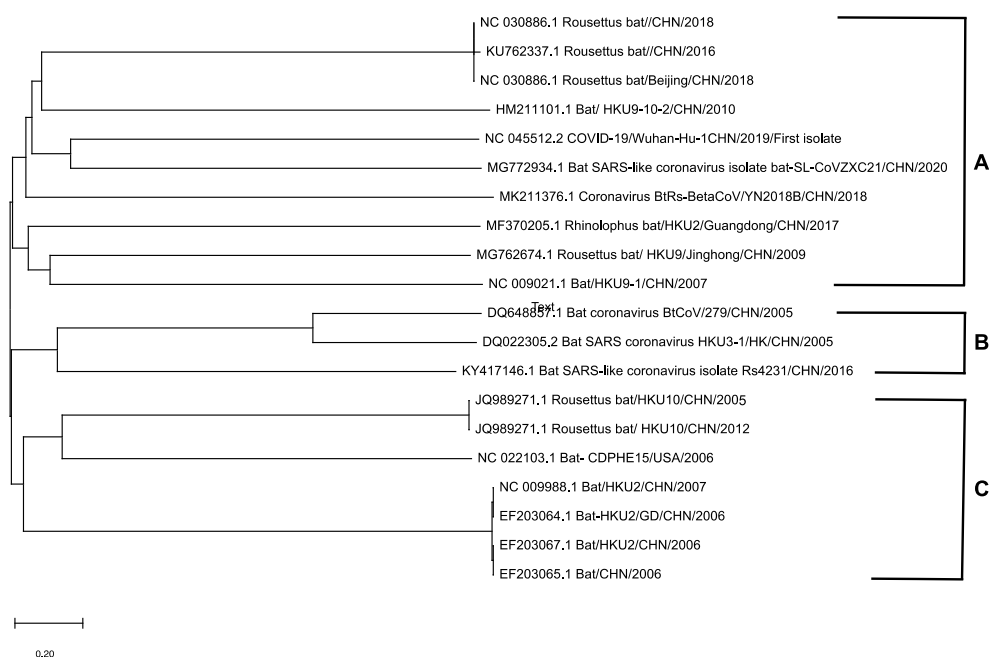 NC 030886.1 Rousettus bat//CHN/2018
KU762337.1 Rousettus bat//CHN/2016
NC 030886.1 Rousettus bat/Beijing/CHN/2018
HM211101.1 Bat/ HKU9-10-2/CHN/2010
NC 045512.2 COVID-19/Wuhan-Hu-1CHN/2019/First isolate
MG772934.1 Bat SARS-like coronavirus isolate bat-SL-CoVZXC21/CHN/2020
A
MK211376.1 Coronavirus BtRs-BetaCoV/YN2018B/CHN/2018
MF370205.1 Rhinolophus bat/HKU2/Guangdong/CHN/2017
MG762674.1 Rousettus bat/ HKU9/Jinghong/CHN/2009
NC 009021.1 Bat/HKU9-1/CHN/2007
Text
DQ648857.1 Bat coronavirus BtCoV/279/CHN/2005
DQ022305.2 Bat SARS coronavirus HKU3-1/HK/CHN/2005
B
KY417146.1 Bat SARS-like coronavirus isolate Rs4231/CHN/2016
JQ989271.1 Rousettus bat/HKU10/CHN/2005
JQ989271.1 Rousettus bat/ HKU10/CHN/2012
NC 022103.1 Bat- CDPHE15/USA/2006
NC 009988.1 Bat/HKU2/CHN/2007
C
EF203064.1 Bat-HKU2/GD/CHN/2006
EF203067.1 Bat/HKU2/CHN/2006
EF203065.1 Bat/CHN/2006
0.20